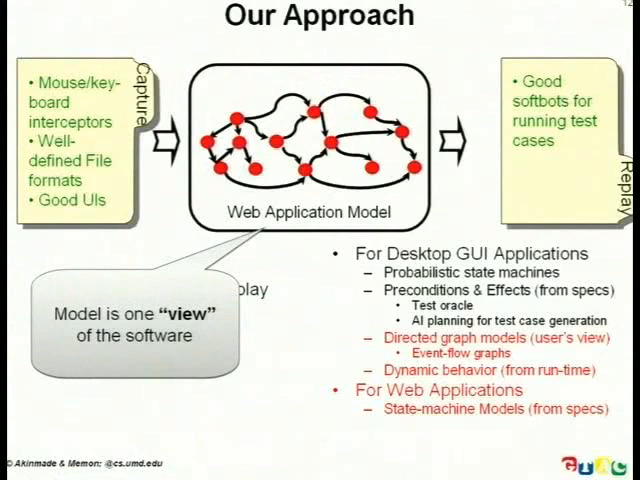 12
Our Approach
• Mouse/key-
board
interceptors
• Well-
defined File
formats
• Good UIs
Capture
Web Application Model
• Good
softbots for
running test
cases
Replay
Model is one “view”
of the software
play
• For Desktop GUI Applications
– Probabilistic state machines
– Preconditions & Effects (from specs)
• Test oracle
• AI planning for test case generation
– Directed graph models (user's view)
• Event-flow graphs
– Dynamic behavior (from run-time)
• For Web Applications
– State-machine Models (from specs)
© Akinmade & Memon; @cs.umd.edu
GTAC